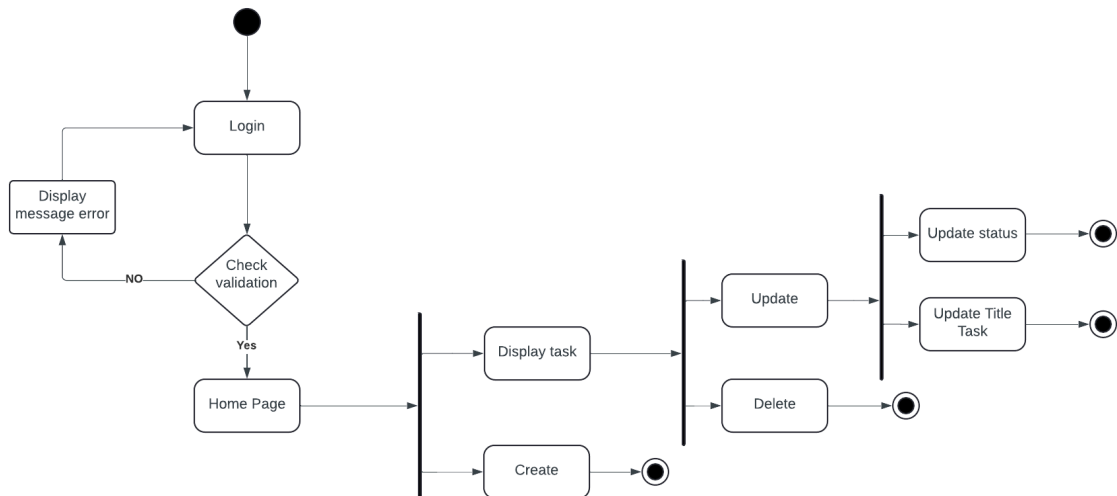 Login
Display
message error
Check
validation
NO
Yes
Home Page
Display task
Create
Update
Delete
Update status
Update Title
Task